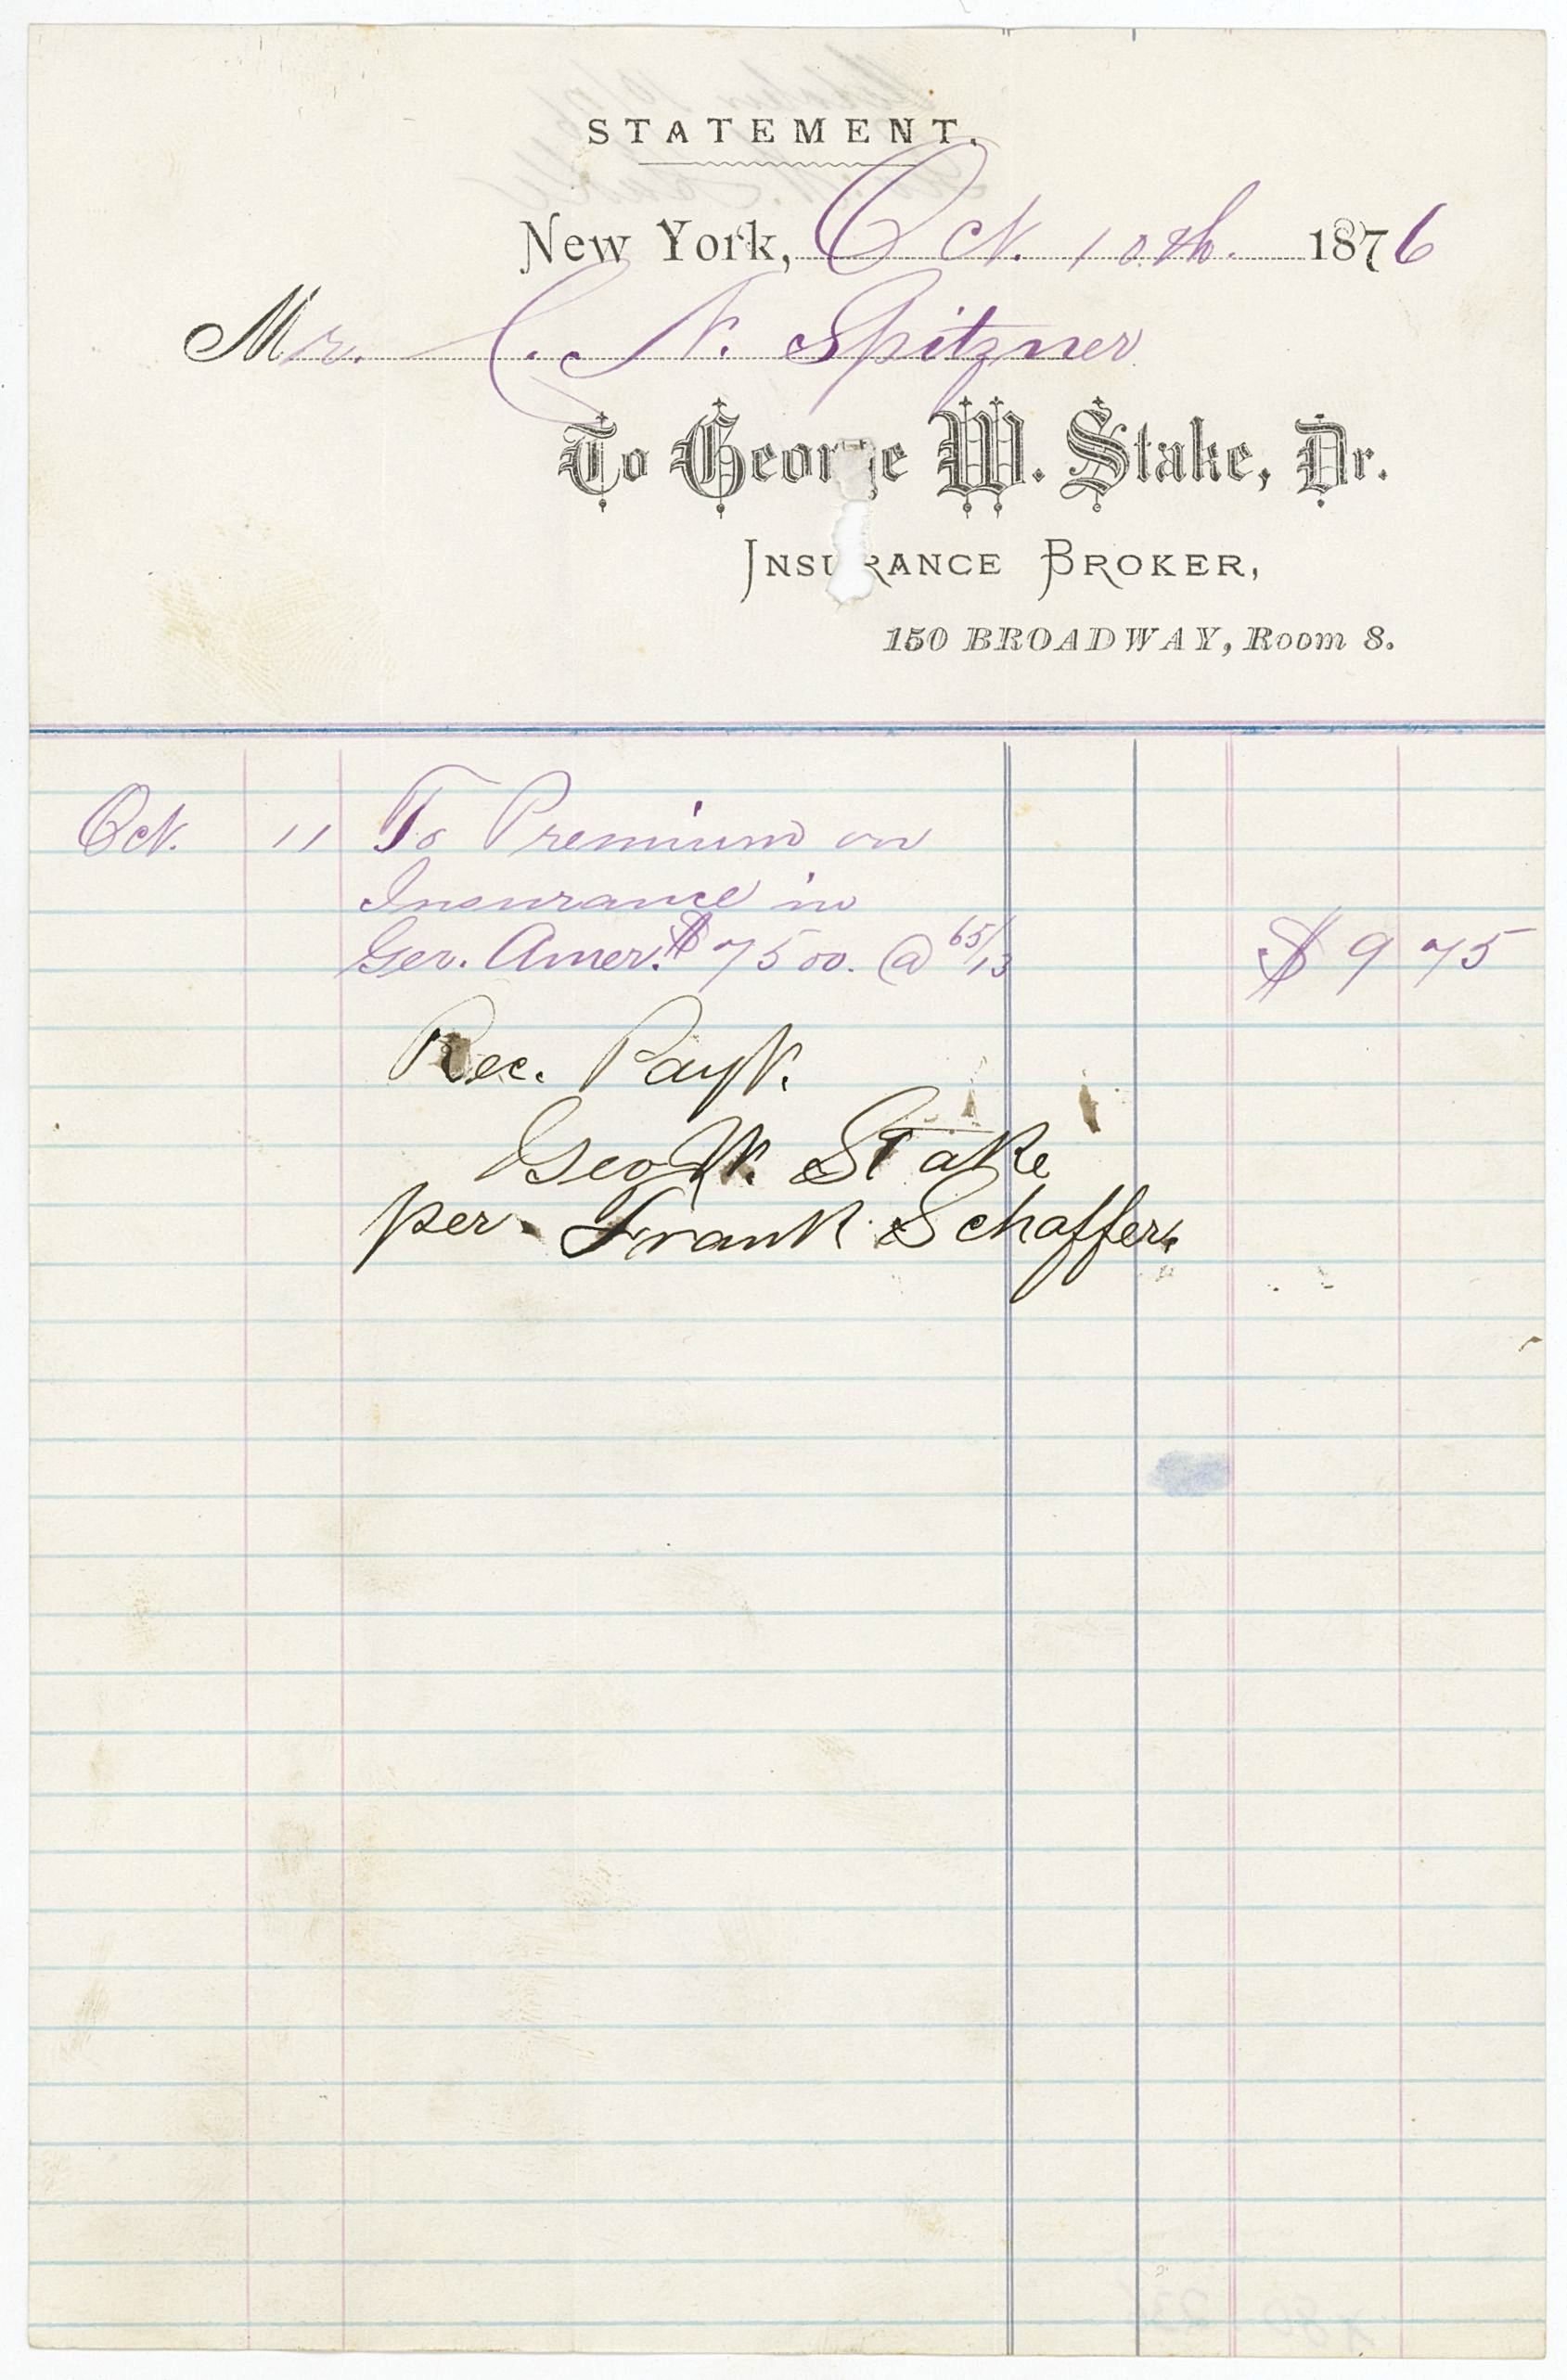 STATEMENT.
New York, Oct. 10th. 1876
Mr. C. F. Spitzner
To George W. Stake, Dr.
INSURANCE BROKER,
150 BROADWAY, Room 8.
Oct. 11 To Premium on
Insurance in
Ger. Amer. $7500. @ 65/13 $9 75
Rec. Payt.
Geo W. Stake
per. Frank Schaffer.